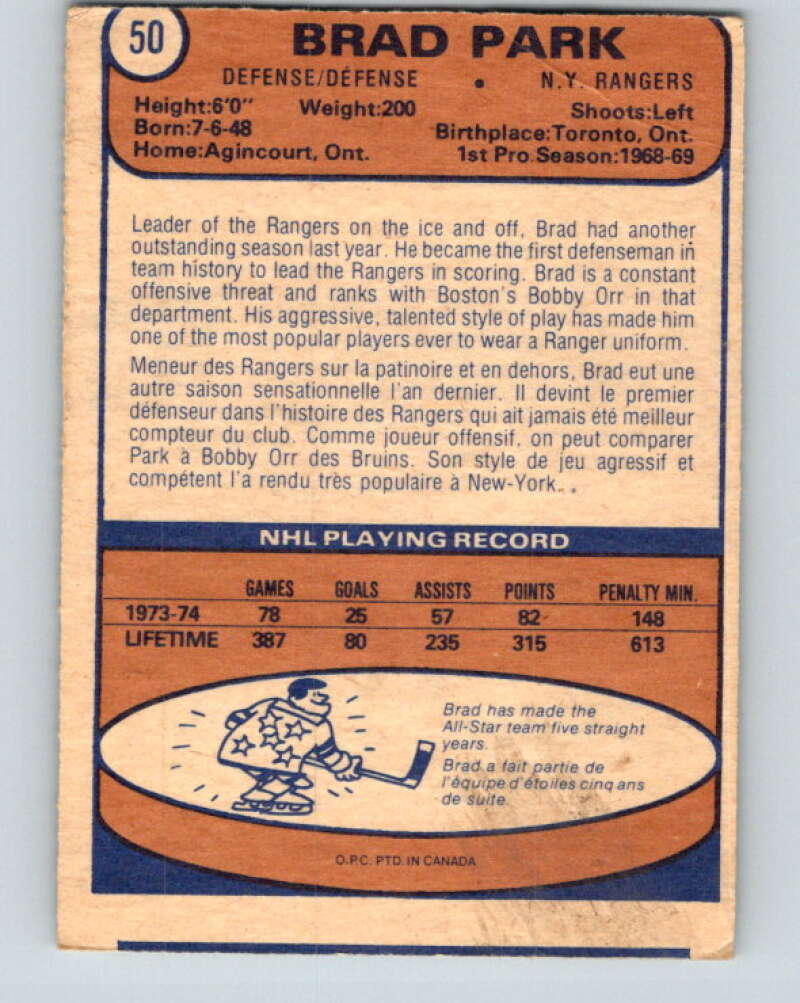 50
BRAD PARK
DEFENSE/DÉFENSE • N.Y. RANGERS
Height:6'0" Weight:200 Shoots:Left
Born:7-6-48 Birthplace:Toronto, Ont.
Home:Agincourt, Ont. 1st Pro Season:1968-69
Leader of the Rangers on the ice and off, Brad had another
outstanding season last year. He became the first defenseman in
team history to lead the Rangers in scoring. Brad is a constant
offensive threat and ranks with Boston's Bobby Orr in that
department. His aggressive, talented style of play has made him
one of the most popular players ever to wear a Ranger uniform.
Meneur des Rangers sur la patinoire et en dehors, Brad eut une
autre saison sensationnelle l'an dernier. Il devint le premier
défenseur dans l'histoire des Rangers qui ait jamais été meilleur
compteur du club. Comme joueur offensif, on peut comparer
Park à Bobby Orr des Bruins. Son style de jeu agressif et
compétent l'a rendu très populaire à New-York.
NHL PLAYING RECORD
GAMES GOALS ASSISTS POINTS PENALTY MIN.
1973-74 78 25 57 82 148
LIFETIME 387 80 235 315 613
Brad has made the
All-Star team five straight
years.
Brad a fait partie de
l'équipe d'étoiles cinq ans
de suite.
O.P.C. PTD. IN CANADA